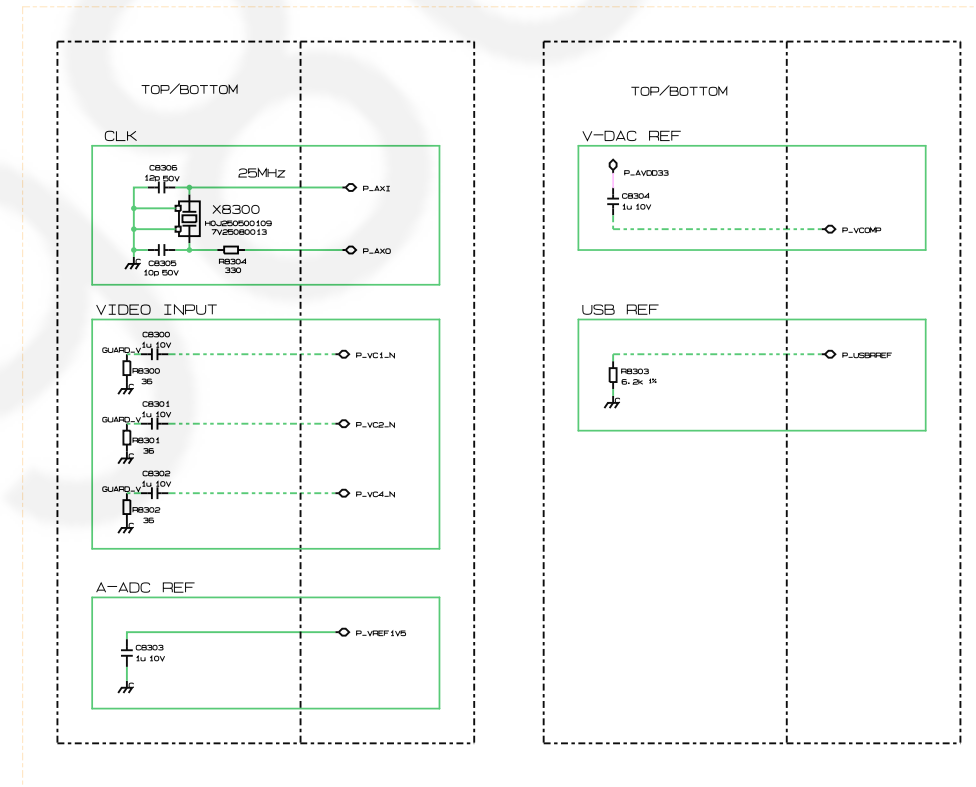 TOP/BOTTOM
CLK
C8306
12p 50V
25MHz
P_AXI
X8300
H0J250500109
7V25080013
P_AXO
C8305
10p 50V
R8304
330
C
VIDEO INPUT
C8300
1u 10V
GUARD_V
P_VC1_N
R8300
36
C
C8301
1u 10V
GUARD_V
P_VC2_N
R8301
36
C
C8302
1u 10V
GUARD_V
P_VC4_N
R8302
36
C
A-ADC REF
P_VREF1V5
C8303
1u 10V
C
TOP/BOTTOM
V-DAC REF
P_AVDD33
C8304
1u 10V
P_VCOMP
USB REF
P_USBRREF
R8303
6.2k 1%
C